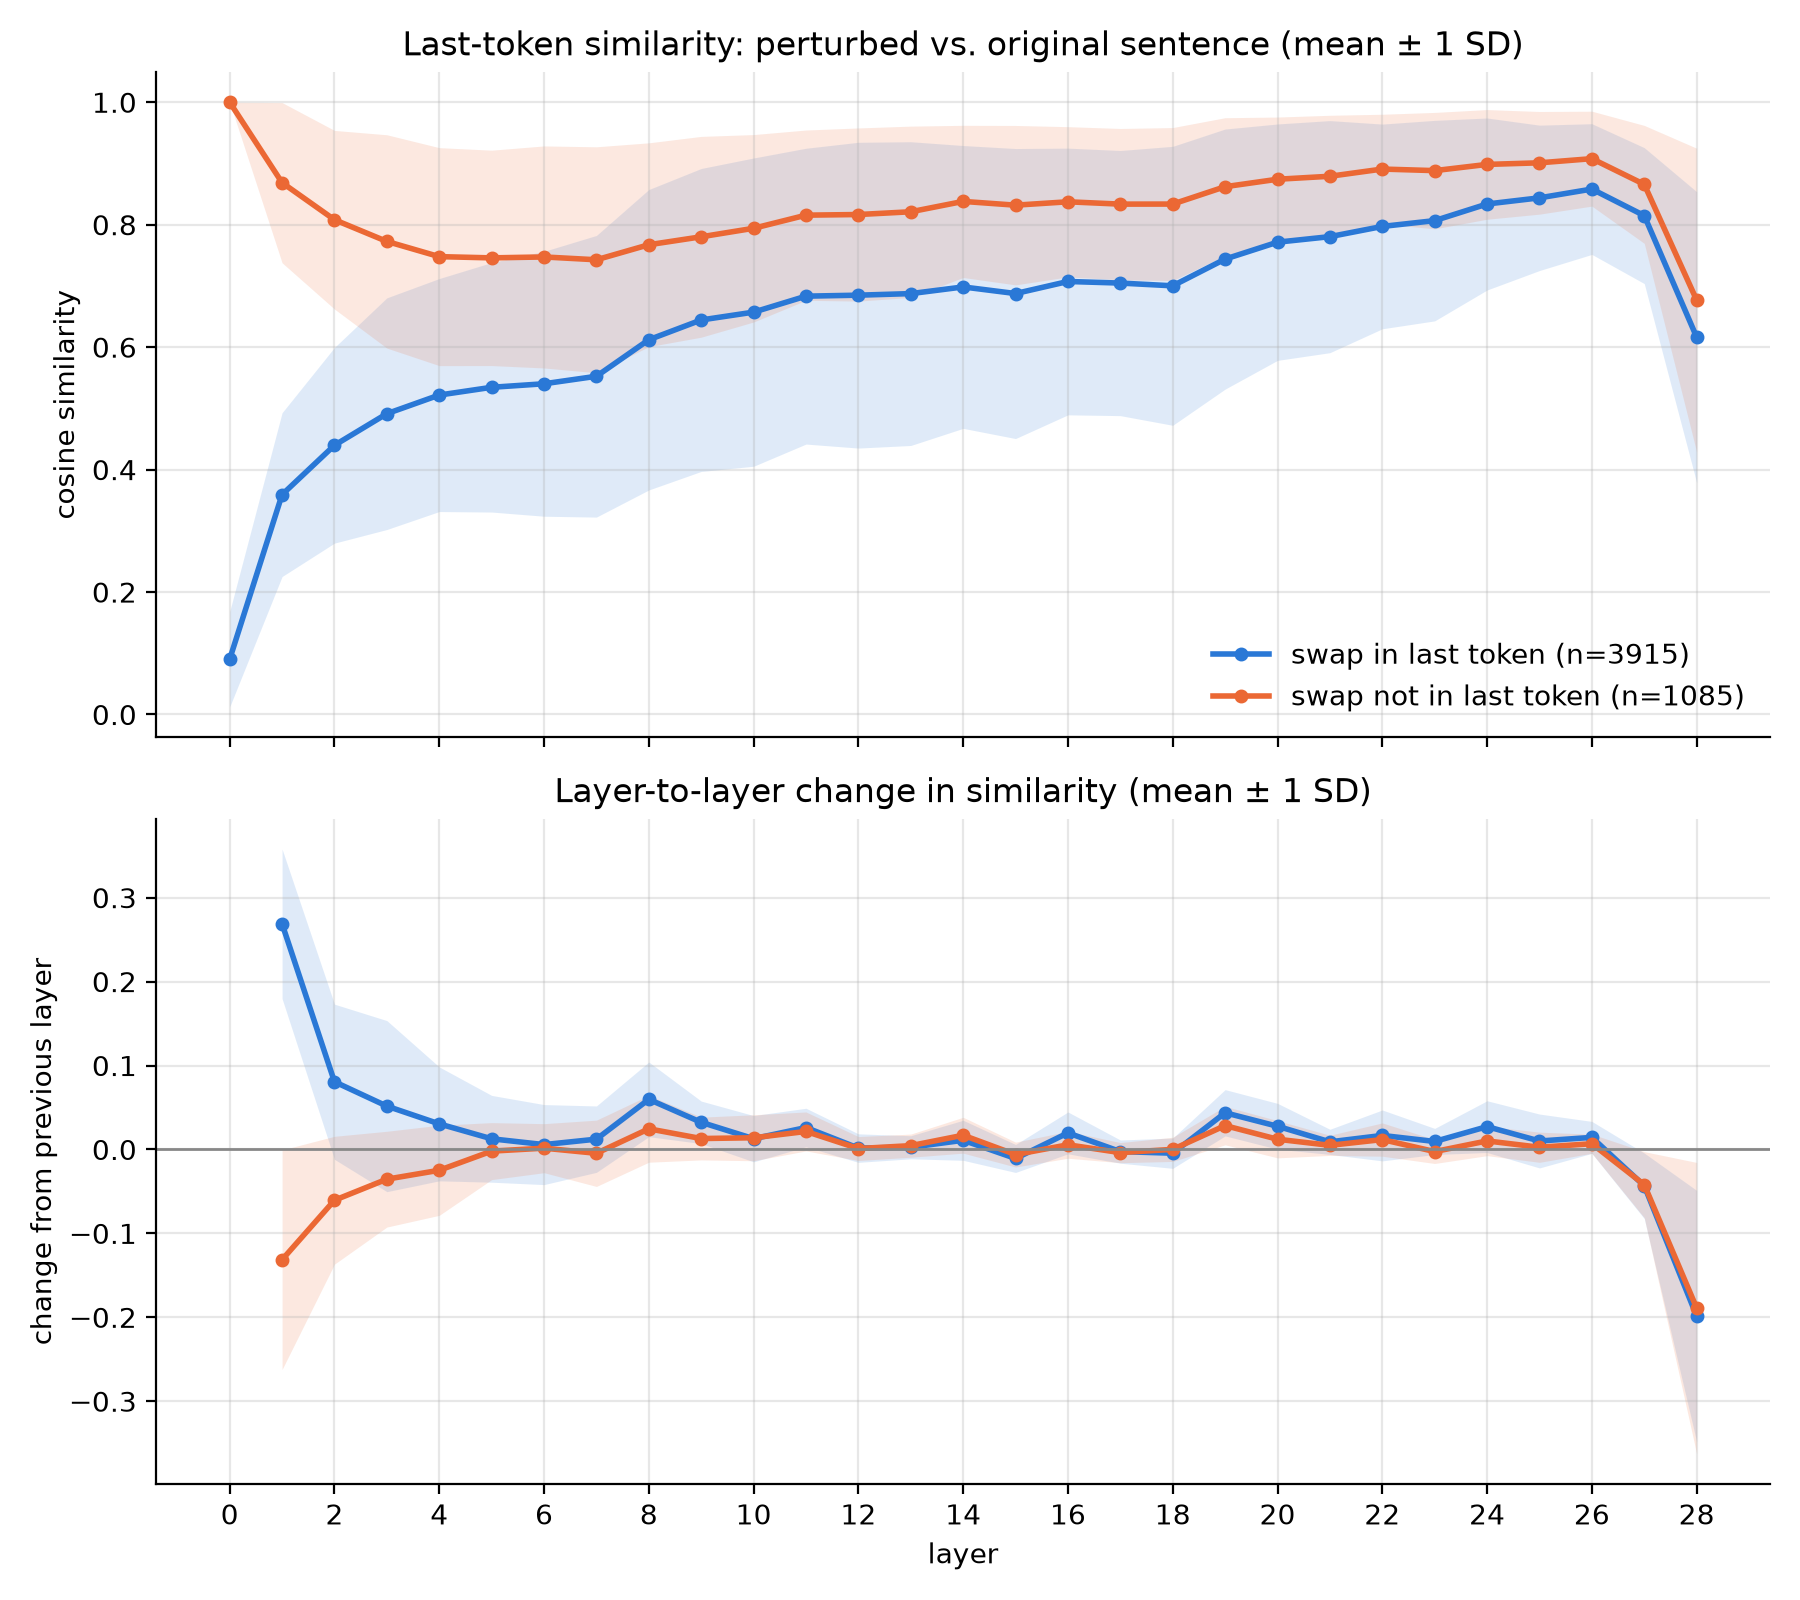 Last-token similarity: perturbed vs. original sentence (mean ± 1 SD)
1.0
0.8
0.6
0.4
0.2
0.0
cosine similarity
swap in last token (n=3915)
swap not in last token (n=1085)
Layer-to-layer change in similarity (mean ± 1 SD)
0.3
0.2
0.1
0.0
−0.1
−0.2
−0.3
change from previous layer
0 2 4 6 8 10 12 14 16 18 20 22 24 26 28
layer